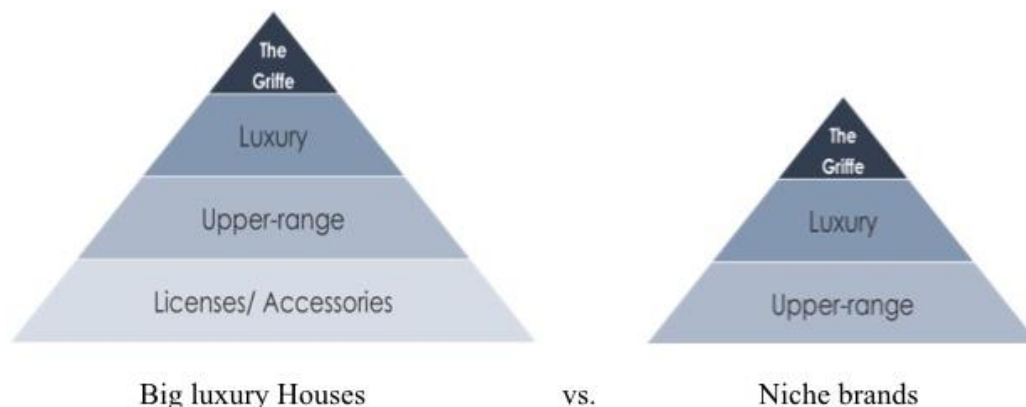 The
Griffe
Luxury
Upper-range
Licenses/ Accessories
The
Griffe
Luxury
Upper-range
Big luxury Houses vs. Niche brands